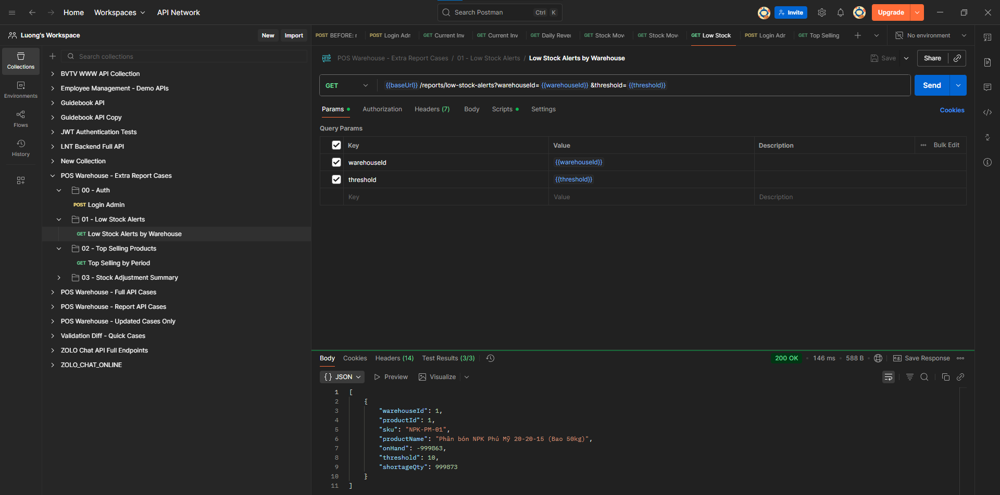 Home
Workspaces
API Network
Search Postman
Ctrl K
Invite
Upgrade
Luong's Workspace
New
Import
POST BEFORE: r
POST Login Adn
GET Current Inv
GET Current Inv
GET Daily Rever
GET Stock Mov
GET Stock Mov
GET Low Stock
POST Login Adr
GET Top Selling
No environment
Collections
Environments
Flows
History
Search collections
BVTV WWW API Collection
Employee Management - Demo APIs
Guidebook API
Guidebook API Copy
JWT Authentication Tests
LNT Backend Full API
New Collection
POS Warehouse - Extra Report Cases
00 - Auth
POST Login Admin
01 - Low Stock Alerts
GET Low Stock Alerts by Warehouse
02 - Top Selling Products
GET Top Selling by Period
03 - Stock Adjustment Summary
POS Warehouse - Full API Cases
POS Warehouse - Report API Cases
POS Warehouse - Updated Cases Only
Validation Diff - Quick Cases
ZOLO Chat API Full Endpoints
ZOLO_CHAT_ONLINE
HTTP POS Warehouse - Extra Report Cases / 01 - Low Stock Alerts / Low Stock Alerts by Warehouse
Save
Share
GET {{baseUrl}} /reports/low-stock-alerts?warehouseId= {{warehouseId}} &threshold= {{threshold}}
Send
Params
Authorization
Headers (7)
Body
Scripts
Settings
Cookies
Query Params
Key Value Description Bulk Edit
warehouseId {{warehouseId}}
threshold {{threshold}}
Key Value Description
Body
Cookies
Headers (14)
Test Results (3/3)
200 OK
146 ms
588 B
e.g. Save Response
{} JSON
Preview
Visualize
1 [
2 {
3 "warehouseId": 1,
4 "productId": 1,
5 "sku": "NPK-PM-01",
6 "productName": "Phân bón NPK Phú Mỹ 20-20-15 (Bao 50kg)",
7 "onHand": -999863,
8 "threshold": 10,
9 "shortageQty": 999873
10 }
11 ]